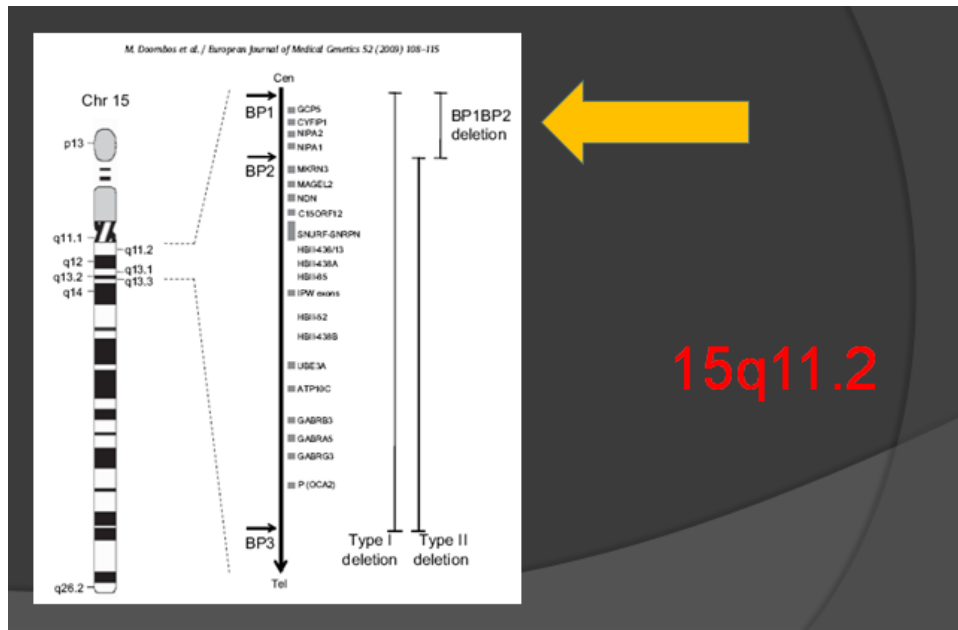 M. Doornbos et al. / European Journal of Medical Genetics 52 (2009) 108–115
Chr 15
p13
q11.1
q11.2
q12
q13.1
q13.2
q13.3
q14
q26.2
Cen
BP1
GCP5
CYFIP1
NIPA2
NIPA1
BP2
MKRN3
MAGEL2
NDN
C15ORF12
SNURF-SNRPN
HBII-436/13
HBII-438A
HBII-85
IPW exons
HBII-52
HBII-438B
UBE3A
ATP10C
GABRB3
GABRA5
GABRG3
P (OCA2)
BP3
Tel
Type I
deletion
Type II
deletion
BP1BP2
deletion
15q11.2